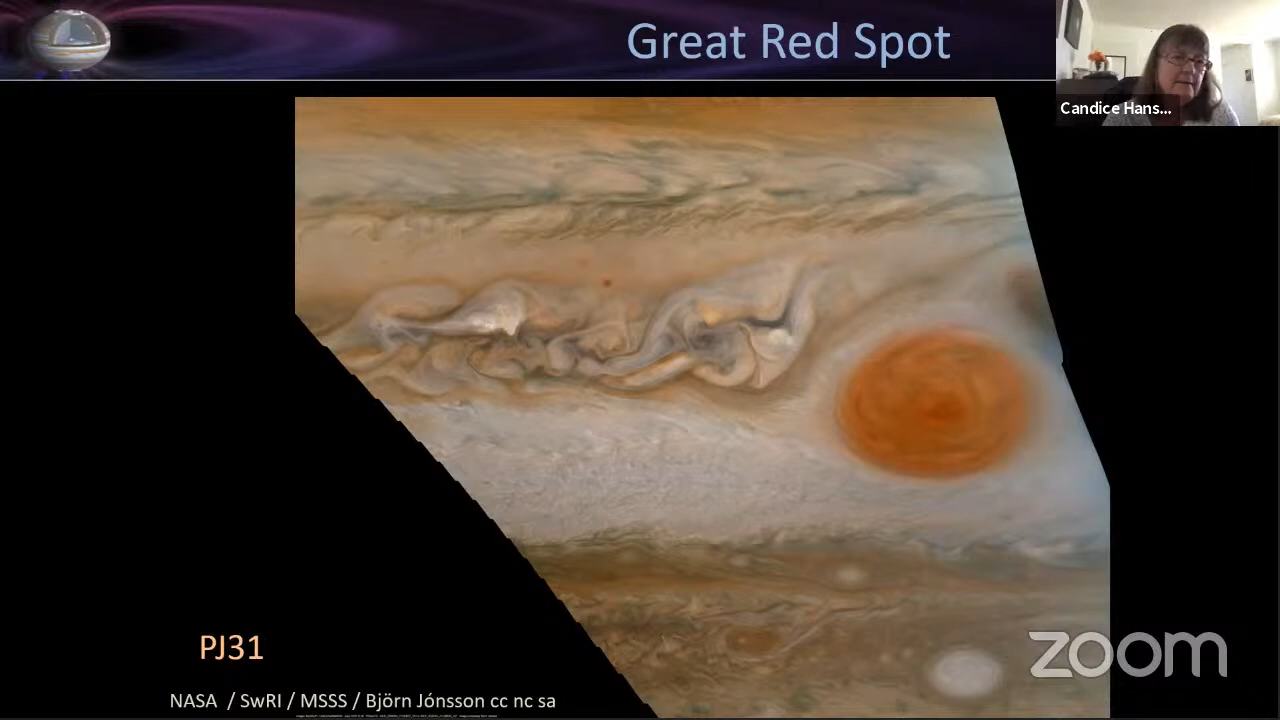 Great Red Spot
Candice Hans...
PJ31
zoom
NASA / SwRI / MSSS / Björn Jónsson cc nc sa